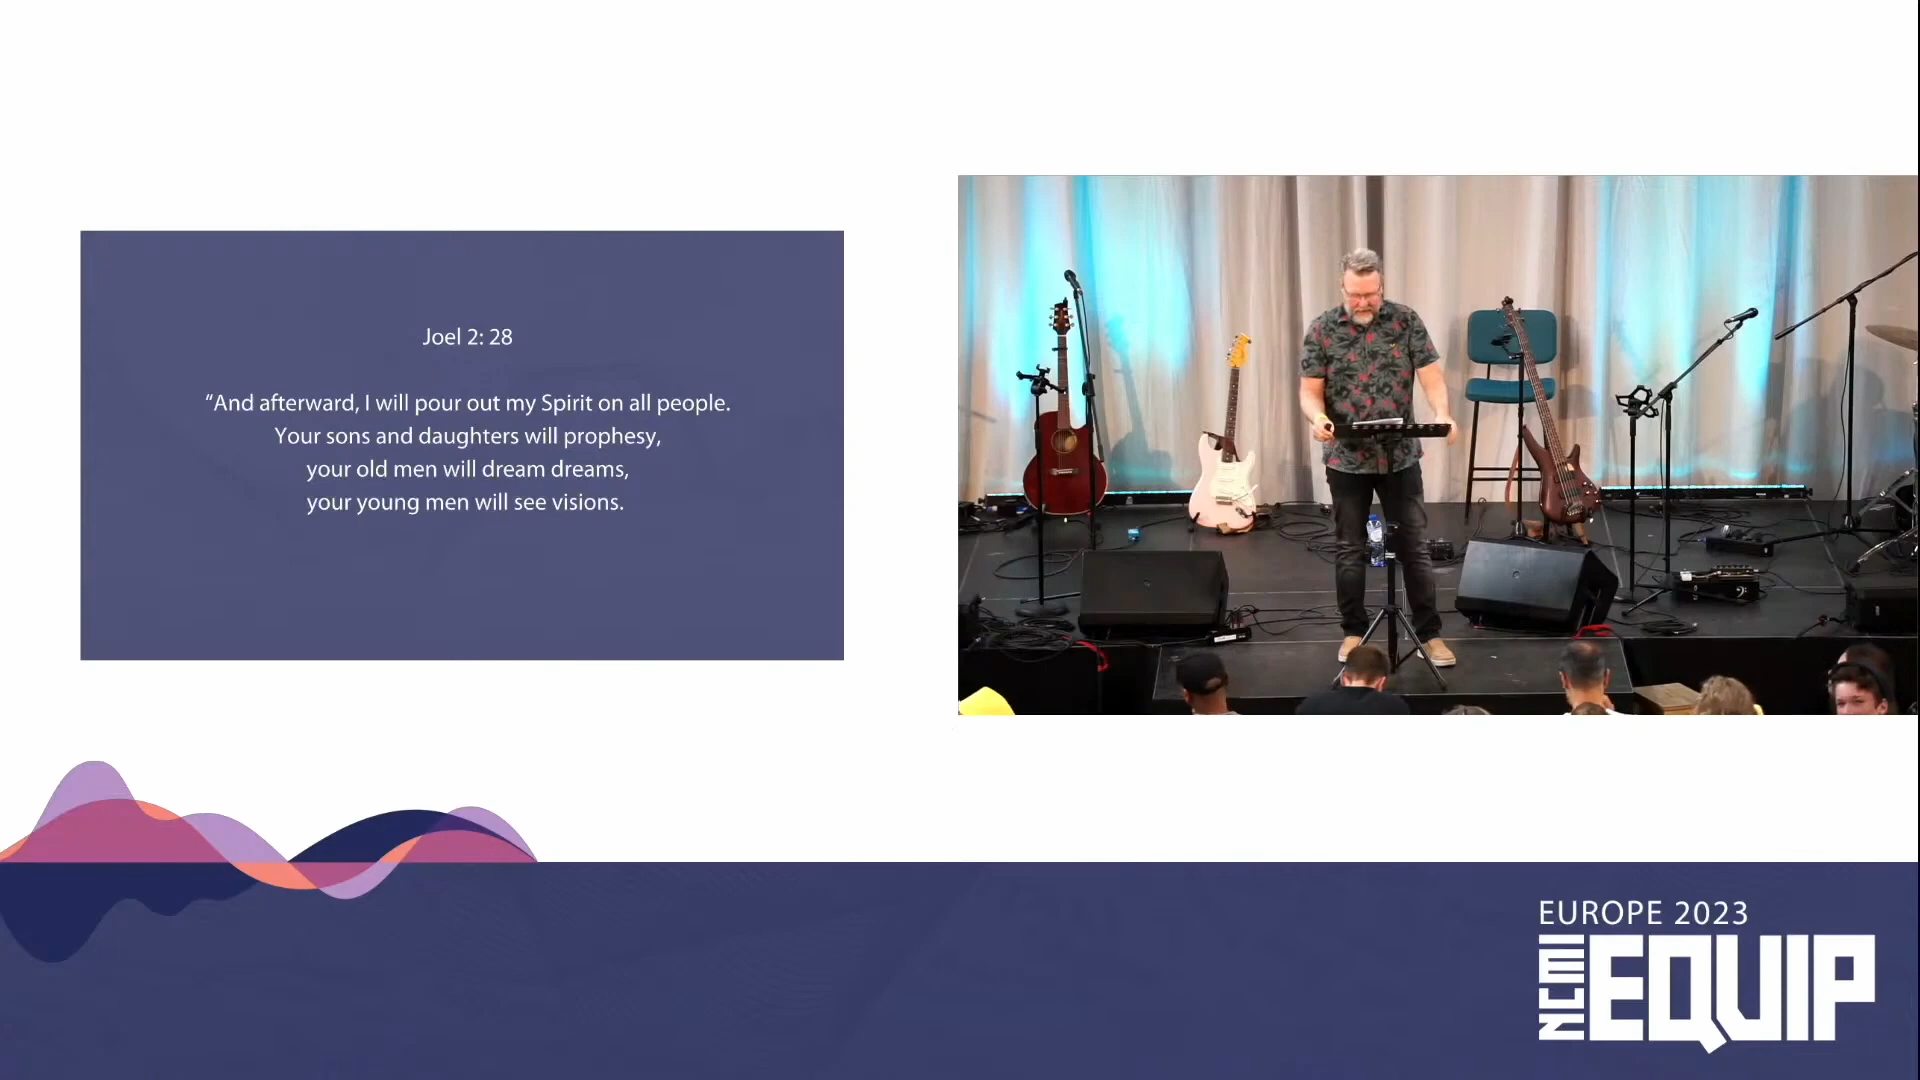 Joel 2: 28
“And afterward, I will pour out my Spirit on all people.
Your sons and daughters will prophesy,
your old men will dream dreams,
your young men will see visions.
EUROPE 2023
NCMI
EQUIP